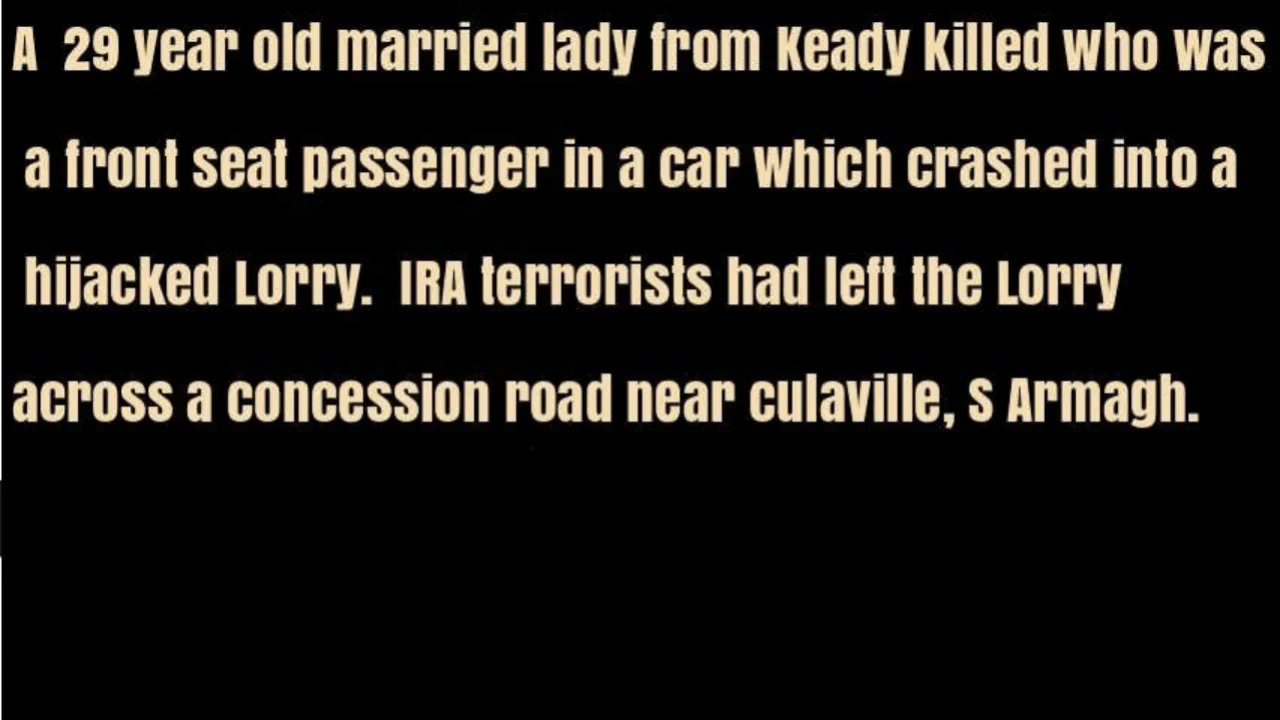 A 29 year old married lady from Keady killed who was
a front seat passenger in a car which crashed into a
hijacked Lorry. IRA terrorists had left the Lorry
across a concession road near culaville, S Armagh.